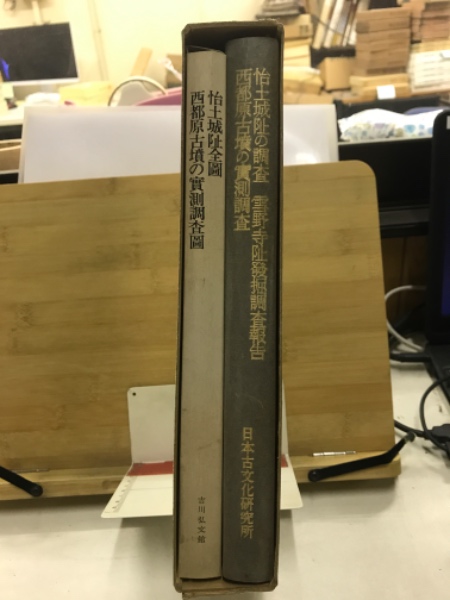 怡土城阯の調査 雪野寺阯發掘調査報告
西都原古墳の實測調査
日本古文化研究所
怡土城阯全圖
西都原古墳の實測調査圖
吉川弘文館